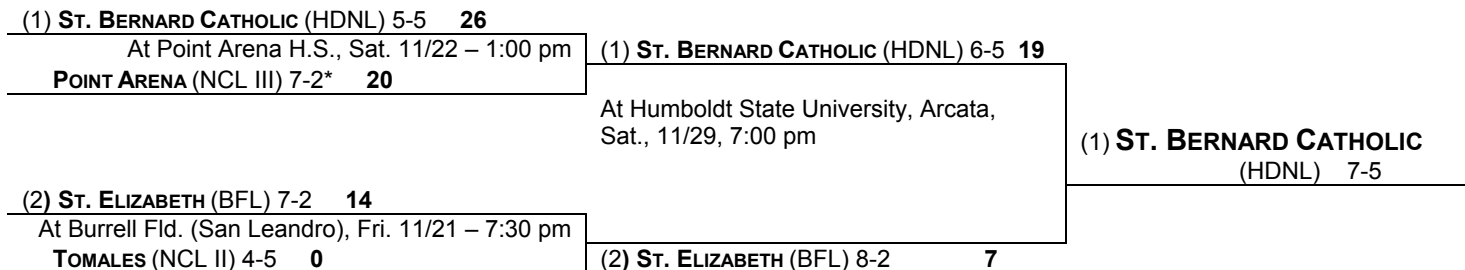 (1) ST. BERNARD CATHOLIC (HDNL) 5-5 26
At Point Arena H.S., Sat. 11/22 – 1:00 pm
POINT ARENA (NCL III) 7-2* 20
(1) ST. BERNARD CATHOLIC (HDNL) 6-5 19
At Humboldt State University, Arcata,
Sat., 11/29, 7:00 pm
(1) ST. BERNARD CATHOLIC
(HDNL) 7-5
(2) ST. ELIZABETH (BFL) 7-2 14
At Burrell Fld. (San Leandro), Fri. 11/21 – 7:30 pm
TOMALES (NCL II) 4-5 0
(2) ST. ELIZABETH (BFL) 8-2 7